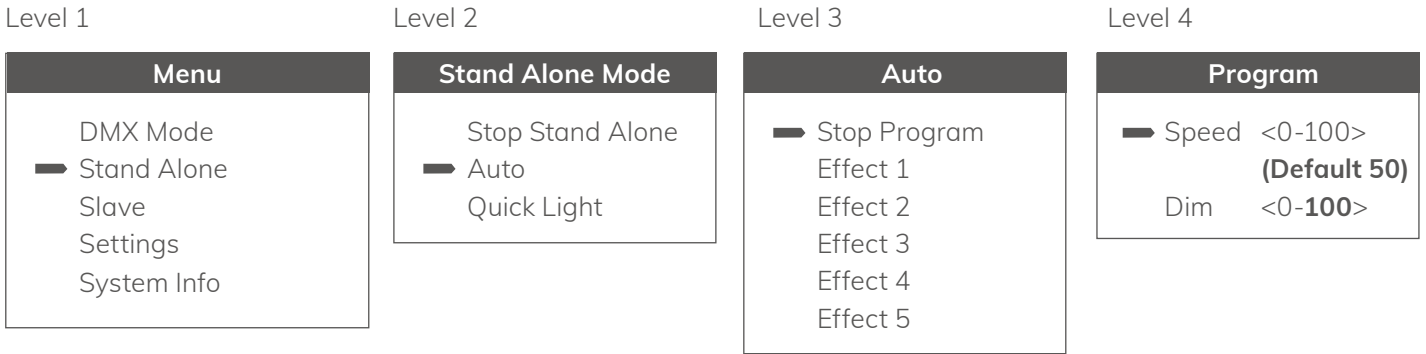 Level 1
Menu
DMX Mode
Stand Alone
Slave
Settings
System Info
Level 2
Stand Alone Mode
Stop Stand Alone
Auto
Quick Light
Level 3
Auto
Stop Program
Effect 1
Effect 2
Effect 3
Effect 4
Effect 5
Level 4
Program
Speed <0-100>
(Default 50)
Dim <0-100>